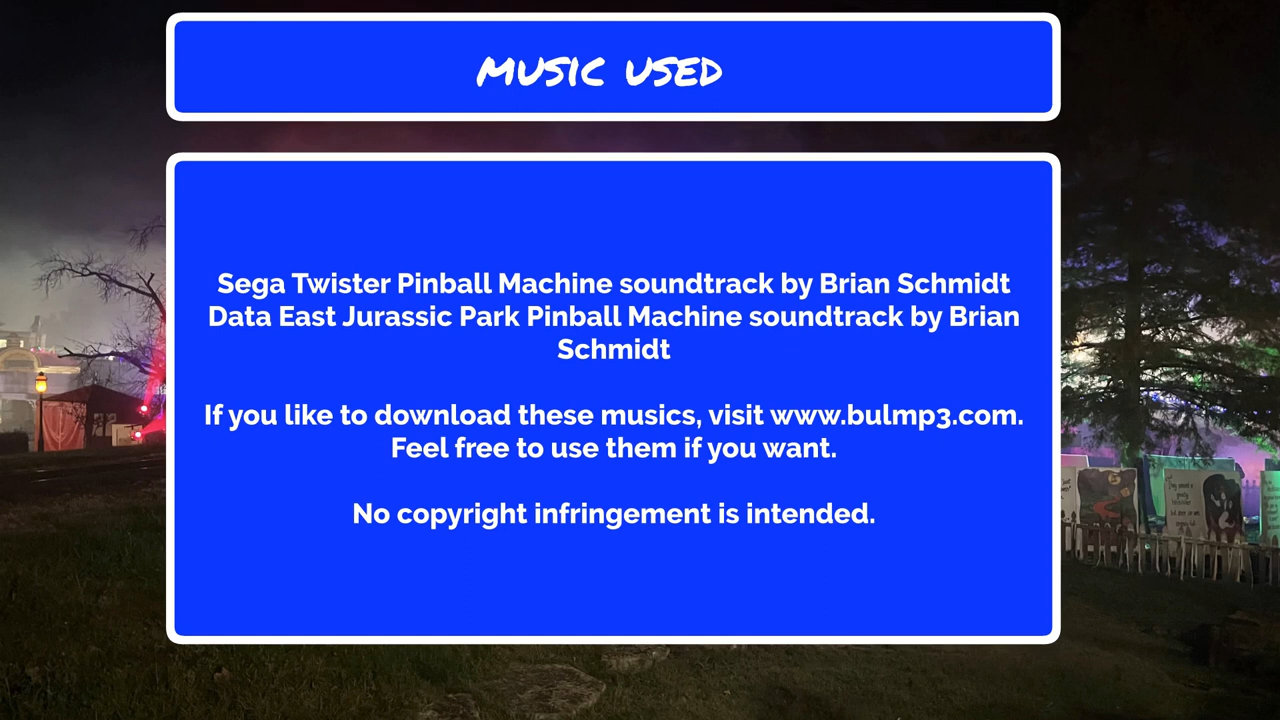 MUSIC USED
Sega Twister Pinball Machine soundtrack by Brian Schmidt
Data East Jurassic Park Pinball Machine soundtrack by Brian
Schmidt
If you like to download these musics, visit www.bulmp3.com.
Feel free to use them if you want.
No copyright infringement is intended.